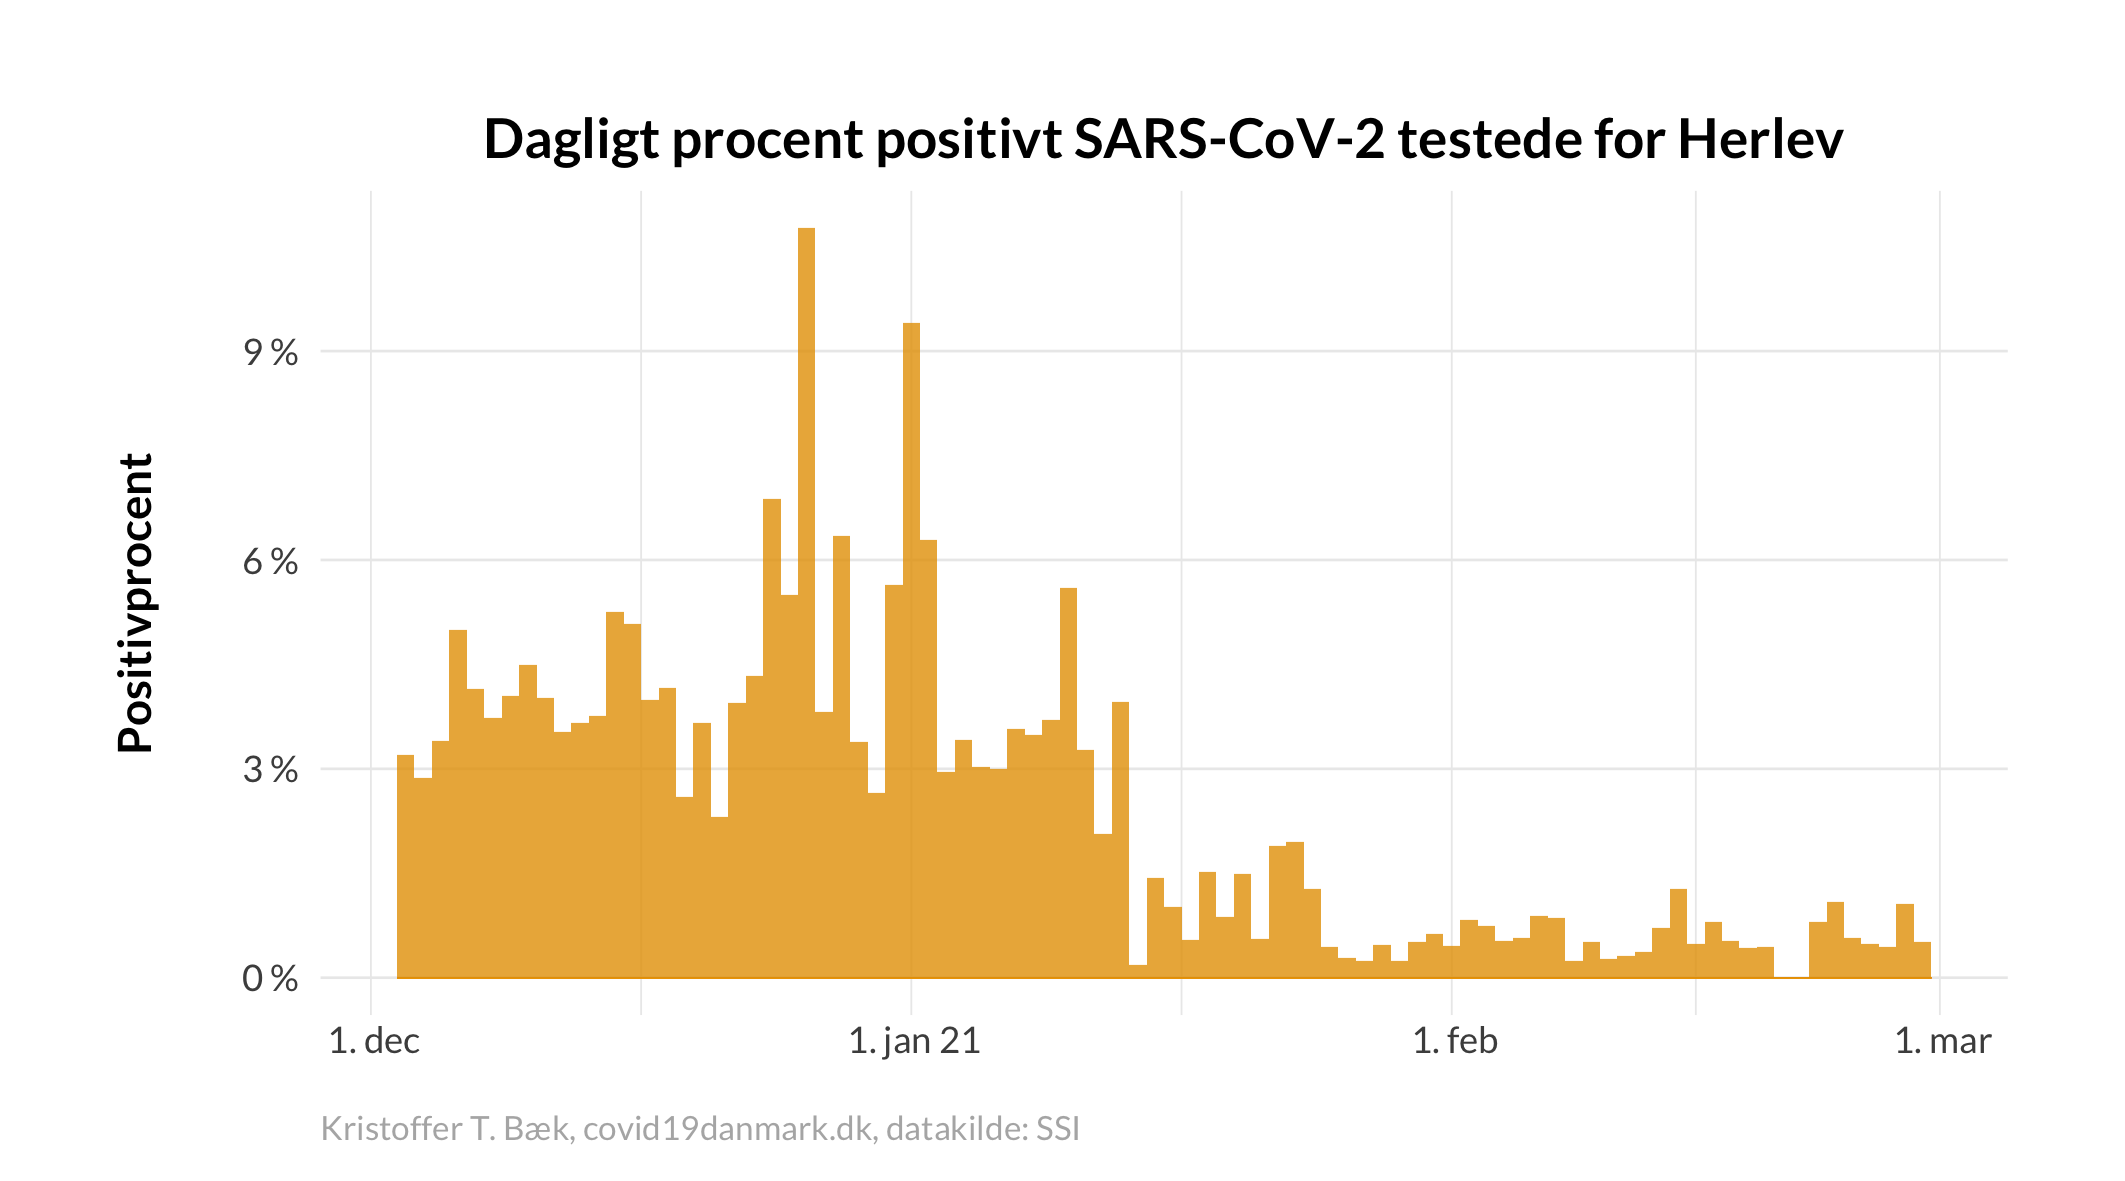 Dagligt procent positivt SARS-CoV-2 testede for Herlev
Positivprocent
9 %
6 %
3 %
0 %
1. dec
1. jan 21
1. feb
1. mar
Kristoffer T. Bæk, covid19danmark.dk, datakilde: SSI